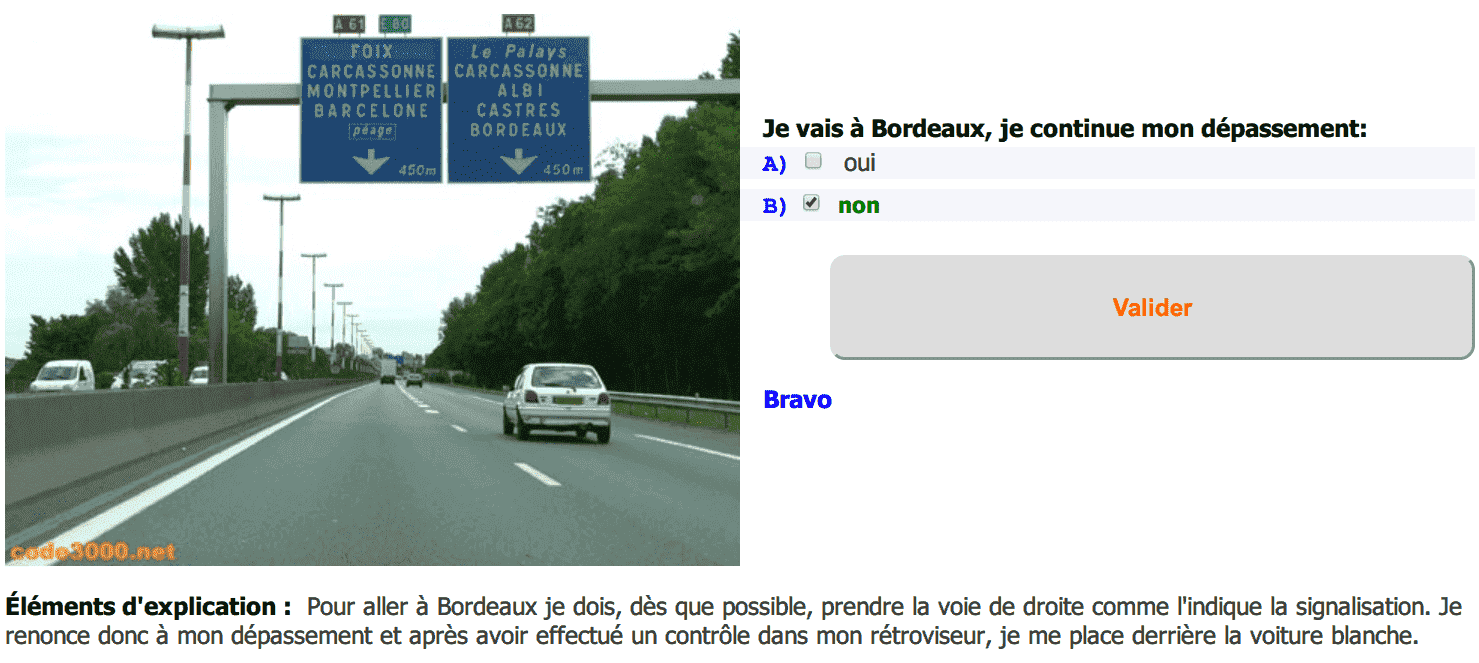 A 61 E 80 A 62
FOIX
CARCASSONNE
MONTPELLIER
BARCELONE
péage
450m
Le Palays
CARCASSONNE
ALBI
CASTRES
BORDEAUX
450m
code3000.net
Je vais à Bordeaux, je continue mon dépassement:
A) oui
B) non
Valider
Bravo
Éléments d'explication : Pour aller à Bordeaux je dois, dès que possible, prendre la voie de droite comme l'indique la signalisation. Je
renonce donc à mon dépassement et après avoir effectué un contrôle dans mon rétroviseur, je me place derrière la voiture blanche.